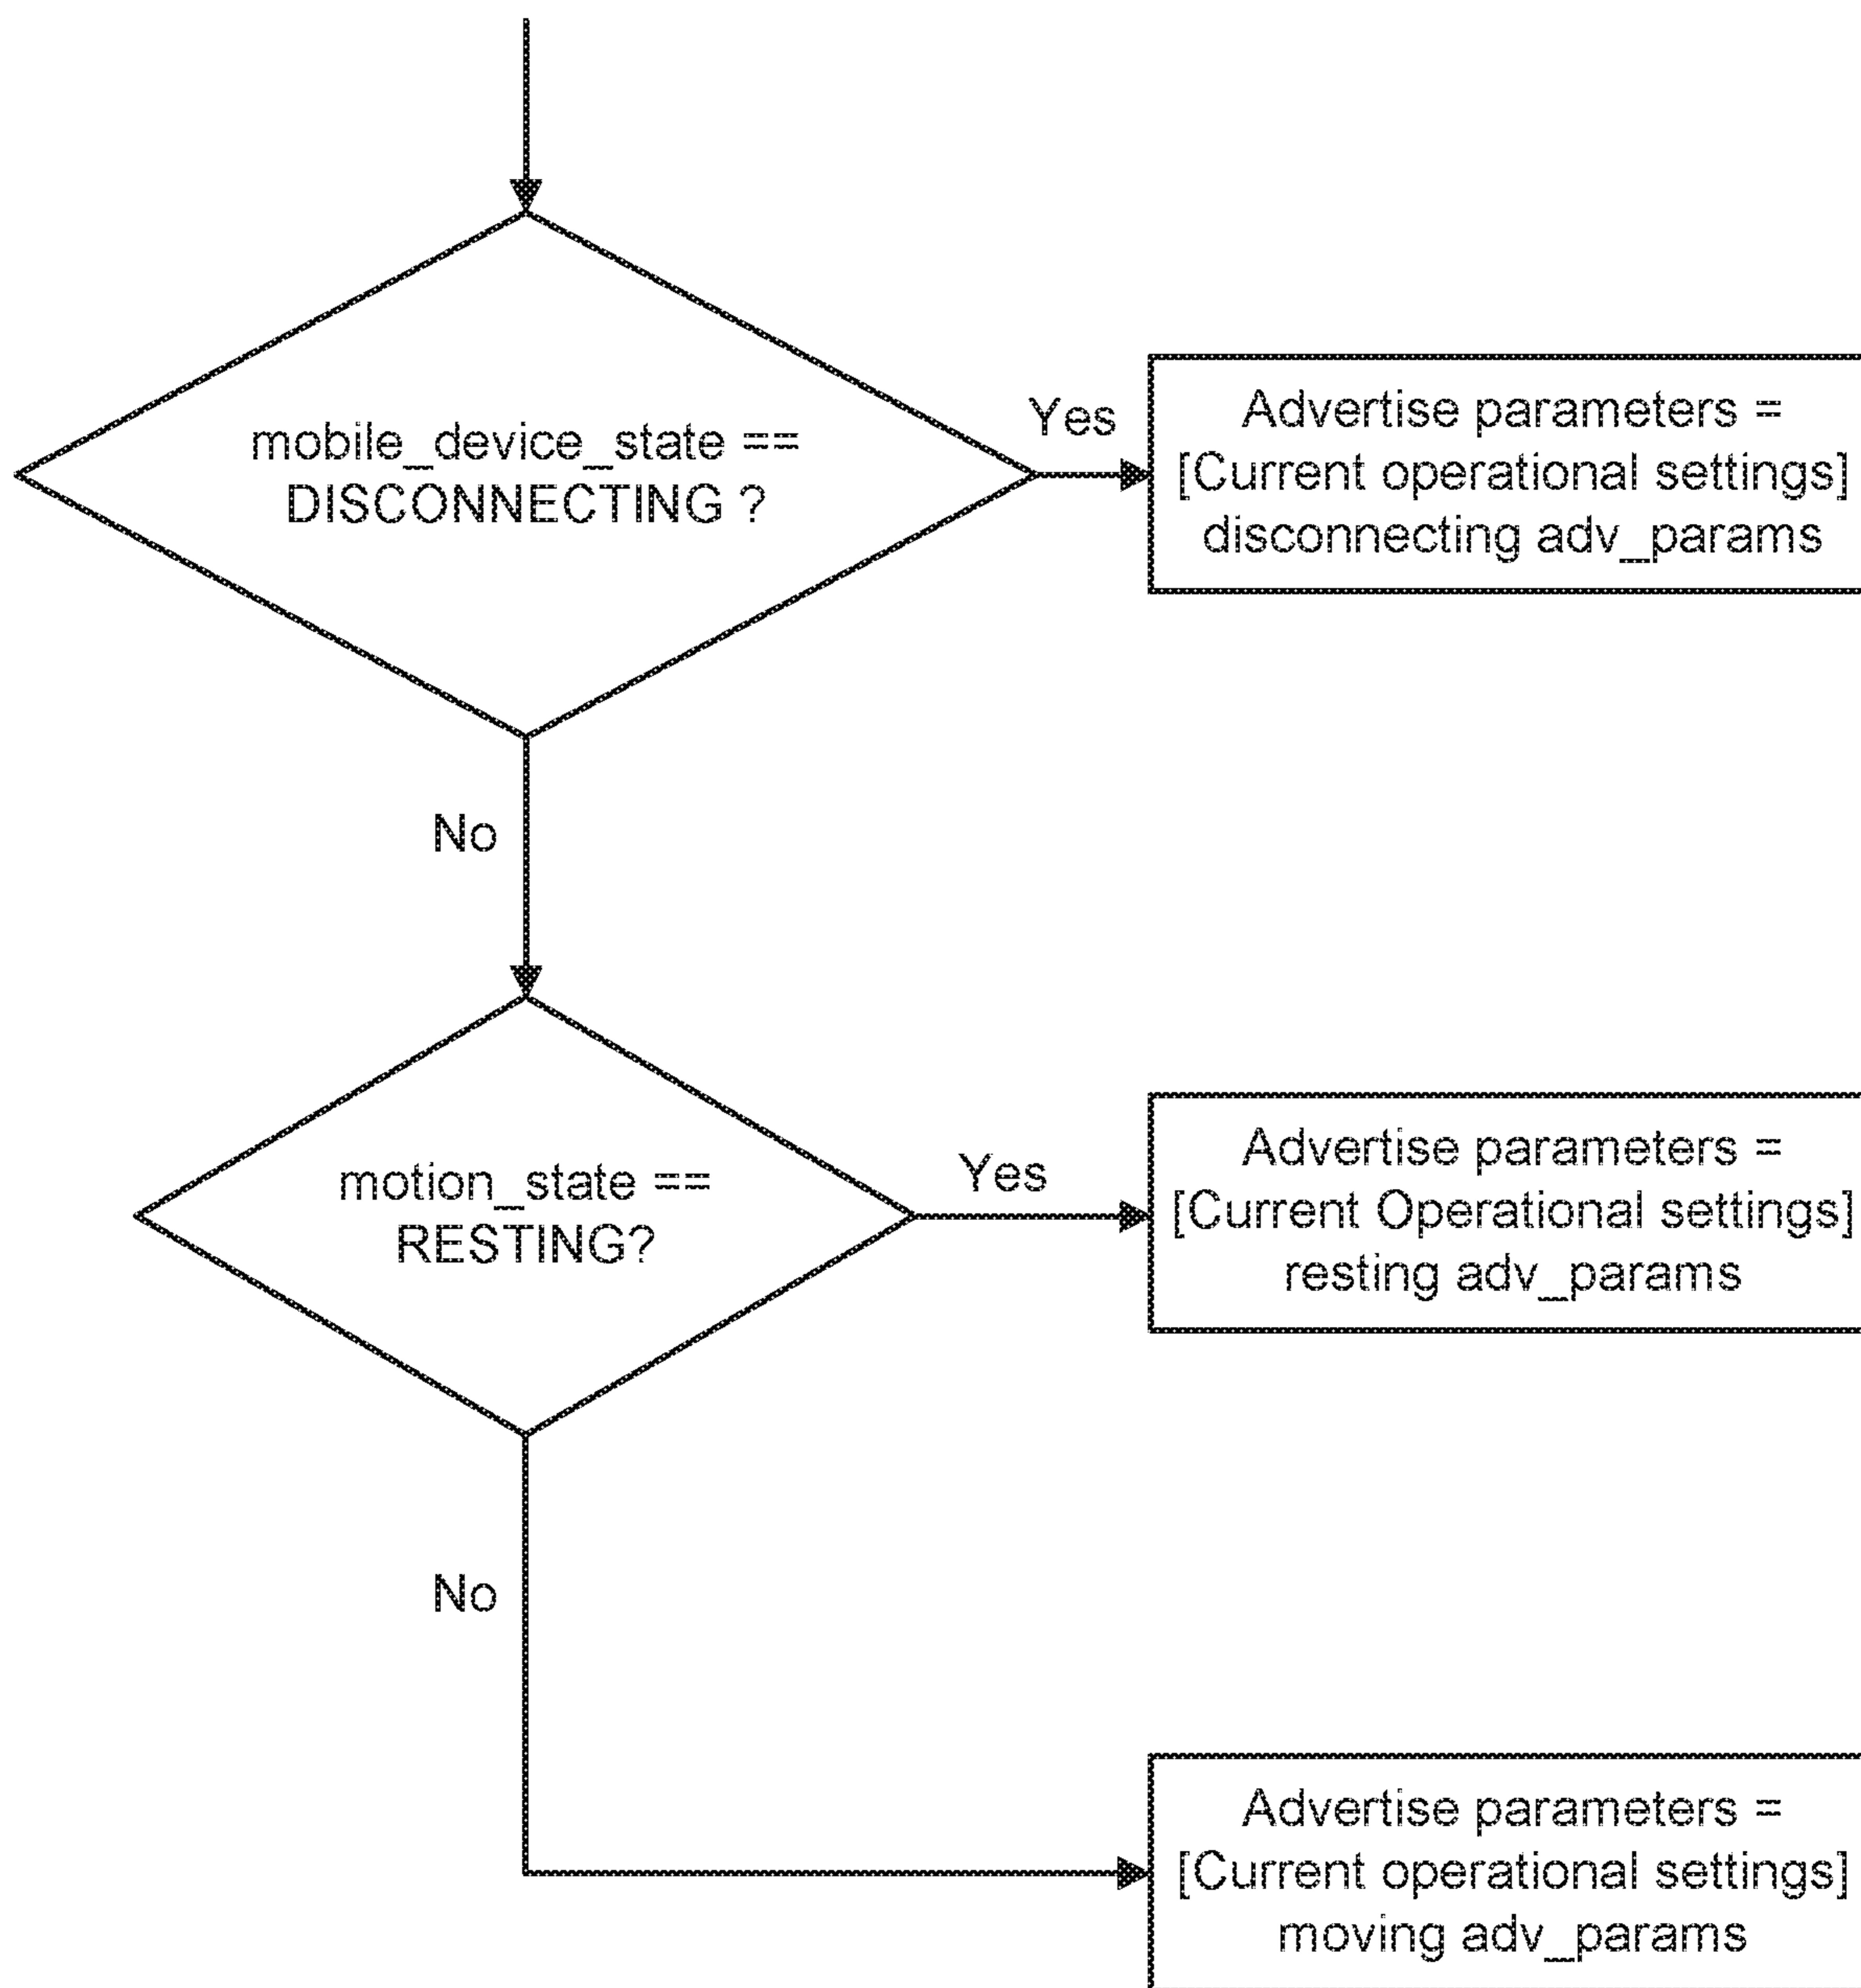 mobile_device_state ==
DISCONNECTING ?
Yes
Advertise parameters =
[Current operational settings]
disconnecting adv_params
No
motion_state ==
RESTING?
Yes
Advertise parameters =
[Current Operational settings]
resting adv_params
No
Advertise parameters =
[Current operational settings]
moving adv_params